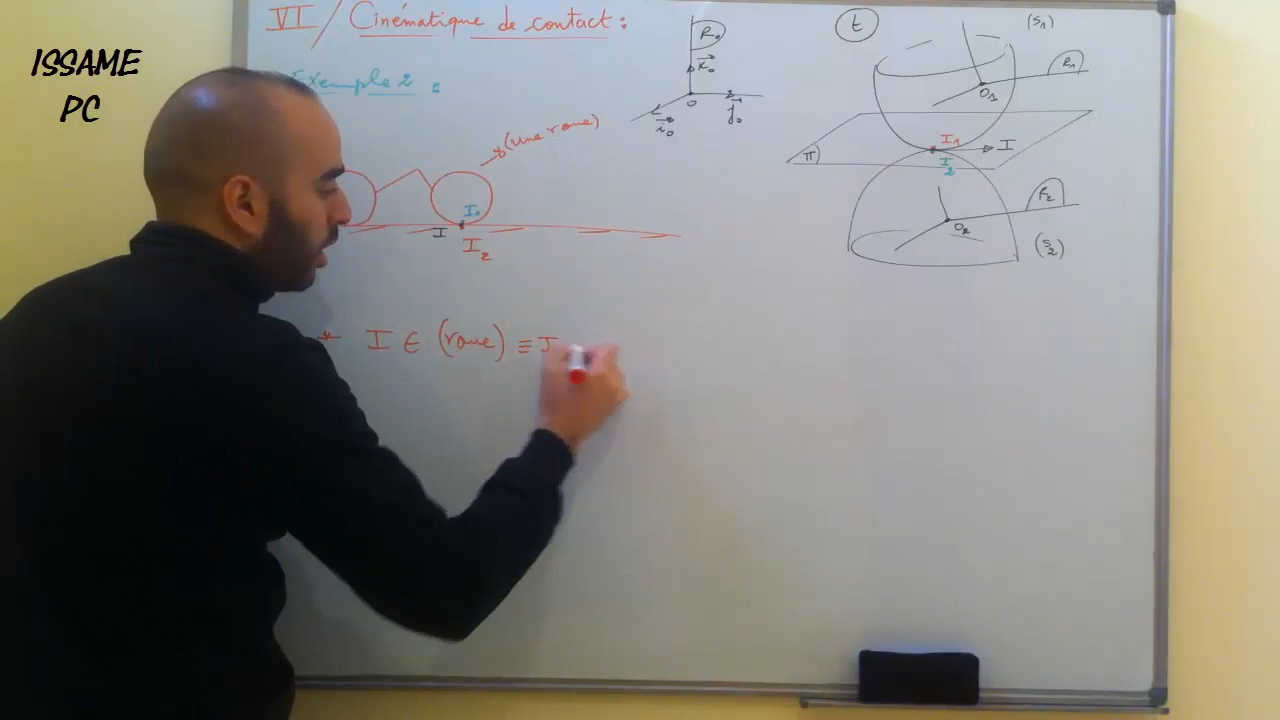 ISSAME
PC
VI / Cinématique de contact :
Exemple 2 :
(une roue)
I1
I
I2
* I ∈ (roue) ≡ I
R0
x0
O
y0
t
(S1)
R1
O1
I1
I
π
I2
R2
O2
(S2)